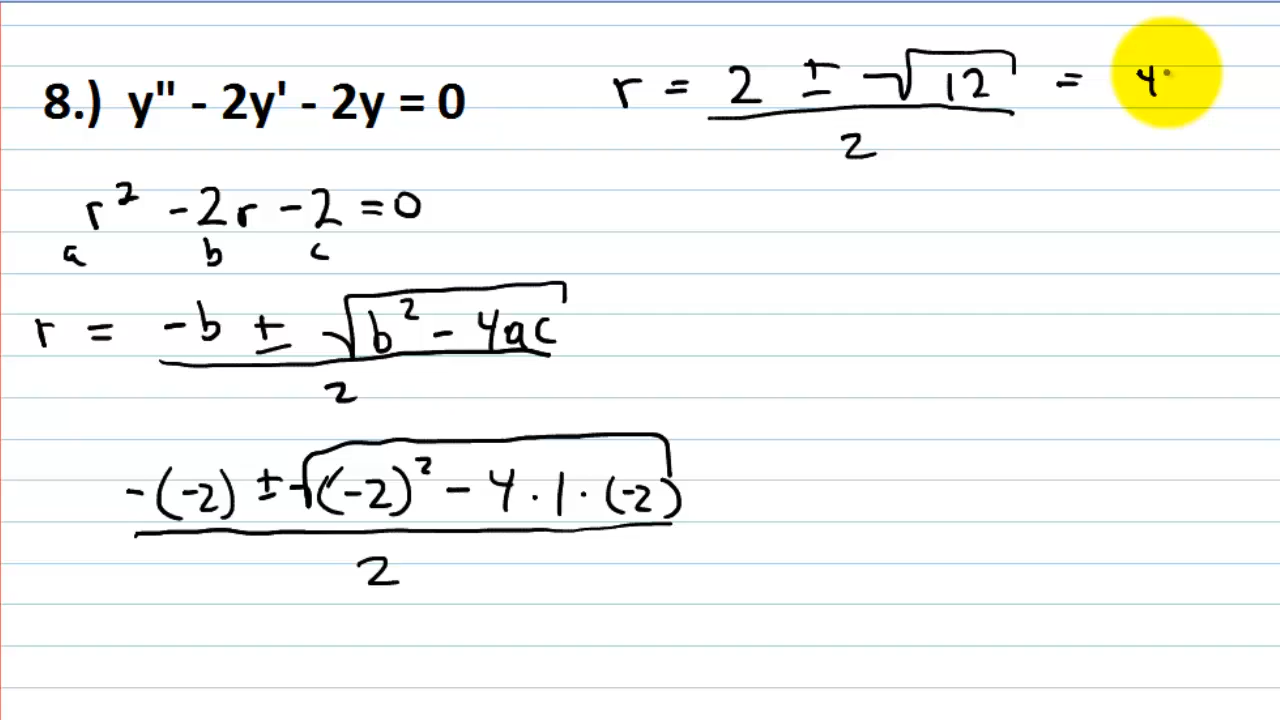 8.) y" - 2y' - 2y = 0
r² - 2r - 2 = 0
a b c
r = -b ± √b² - 4ac
2
-(-2) ± √(-2)² - 4 · 1 · (-2)
2
r = 2 ± √12 = 4·
2